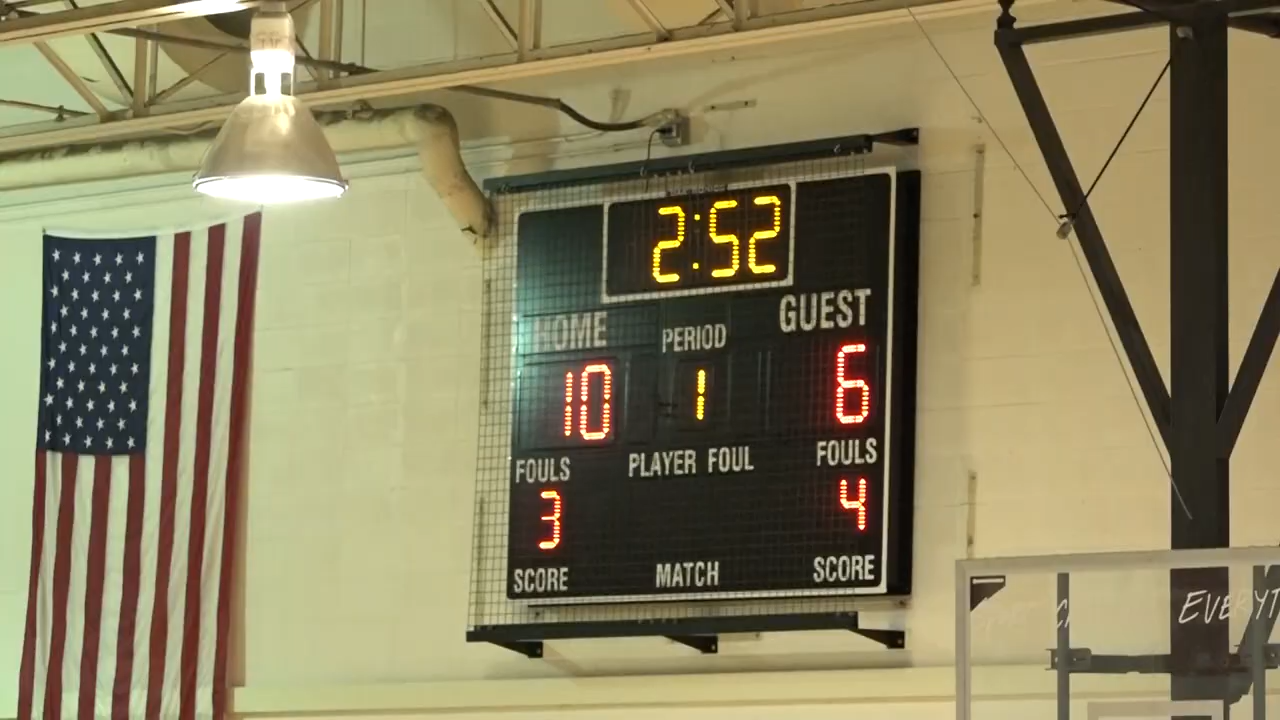 2:52
HOME PERIOD GUEST
10 1 6
FOULS PLAYER FOUL FOULS
3 4
SCORE MATCH SCORE